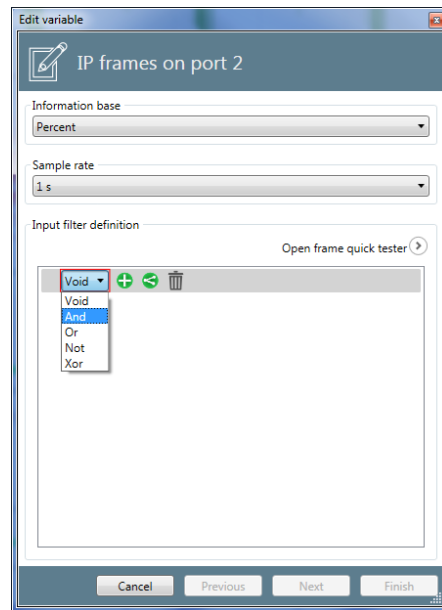 Edit variable
IP frames on port 2
Information base
Percent
Sample rate
1 s
Input filter definition
Open frame quick tester
Void
Void
And
Or
Not
Xor
Cancel Previous Next Finish